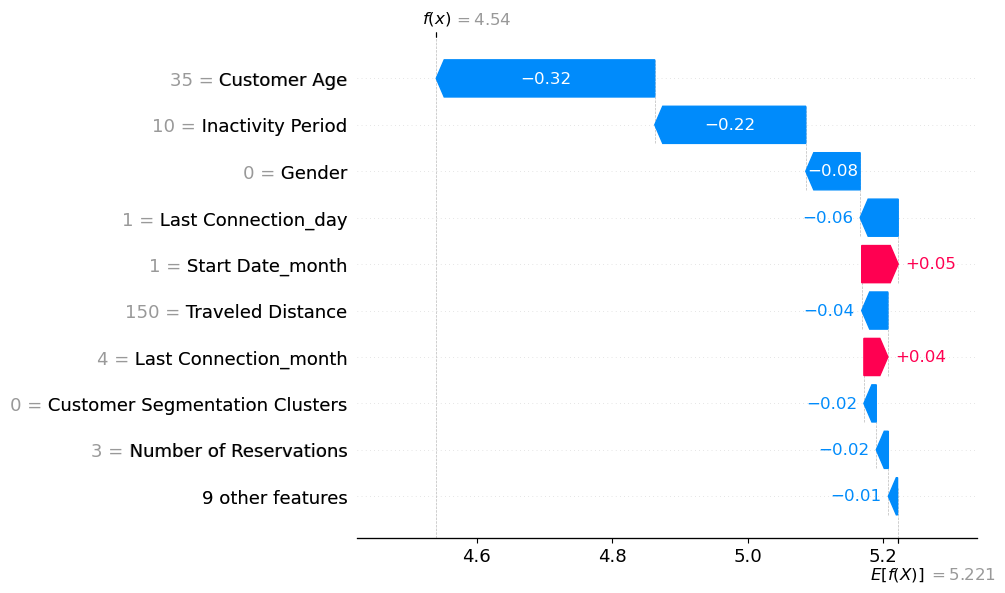 f(x) = 4.54
35 = Customer Age −0.32
10 = Inactivity Period −0.22
0 = Gender −0.08
1 = Last Connection_day −0.06
1 = Start Date_month +0.05
150 = Traveled Distance −0.04
4 = Last Connection_month +0.04
0 = Customer Segmentation Clusters −0.02
3 = Number of Reservations −0.02
9 other features −0.01
4.6 4.8 5.0 5.2
E[f(X)] = 5.221